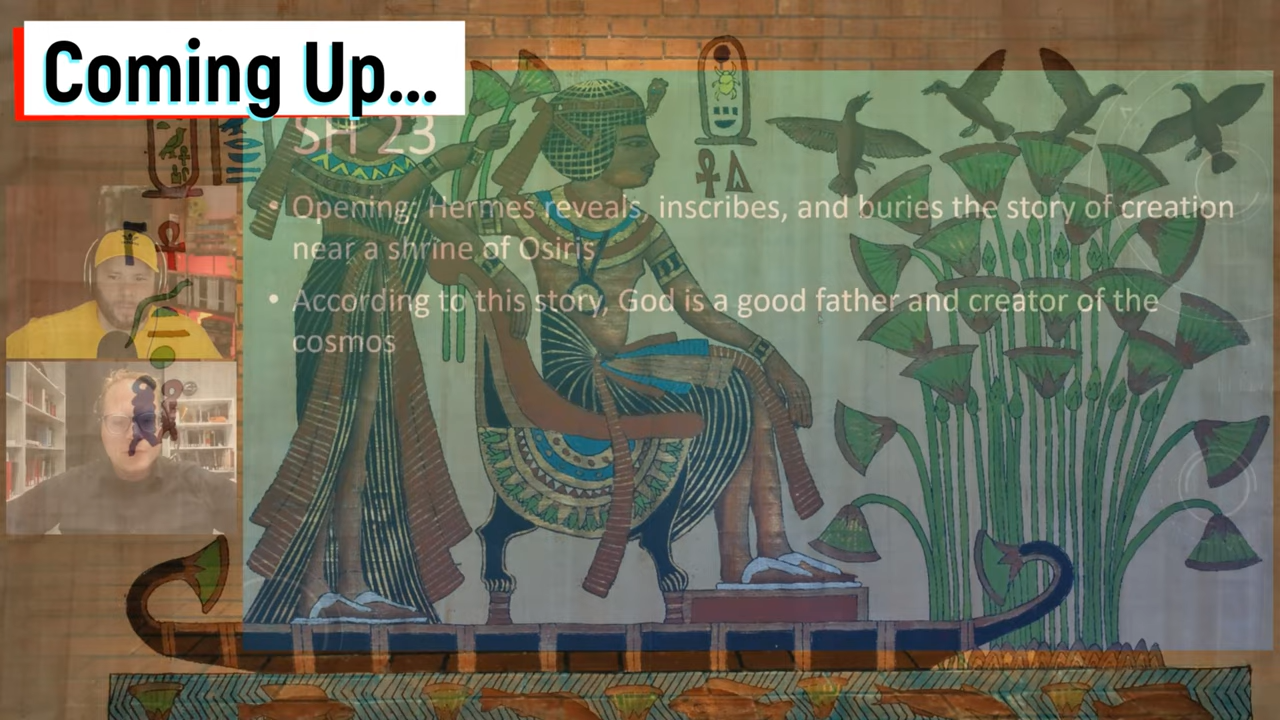 Coming Up...
SH 23
• Opening: Hermes reveals, inscribes, and buries the story of creation
near a shrine of Osiris
• According to this story, God is a good father and creator of the
cosmos